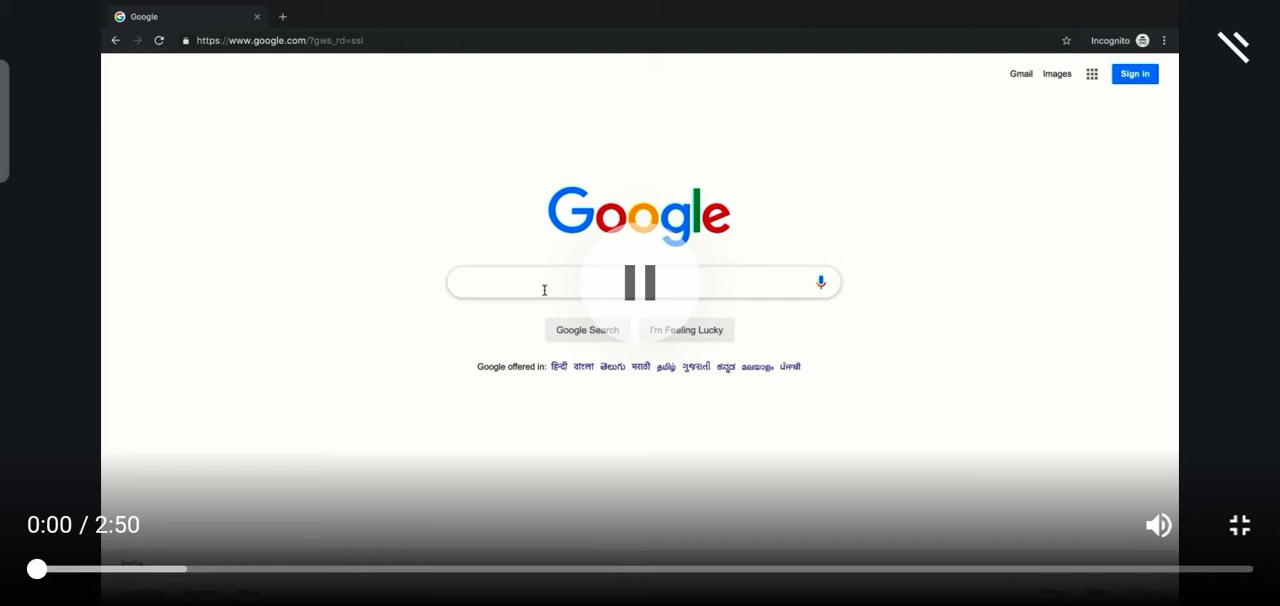 Google
https://www.google.com/?gws_rd=ssl
Incognito
Gmail Images Sign in
Google
Google Search I'm Feeling Lucky
Google offered in: हिन्दी বাংলা తెలుగు मराठी தமிழ் ગુજરાતી ಕನ್ನಡ മലയാളം ਪੰਜਾਬੀ
0:00 / 2:50
India